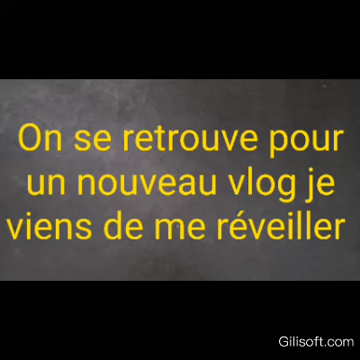 On se retrouve pour
un nouveau vlog je
viens de me réveiller
Gilisoft.com